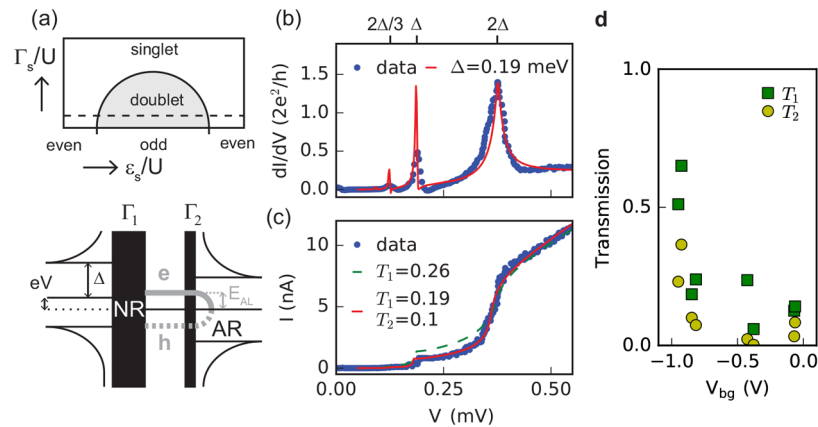 (a)
Γs/U
singlet
doublet
even
odd
even
εs/U
Γ1
Γ2
eV
Δ
NR
e
h
EAL
AR
(b)
2Δ/3
Δ
2Δ
data
Δ=0.19 meV
dI/dV (2e²/h)
1.5
1.0
0.5
0.0
(c)
data
T1=0.26
T1=0.19
T2=0.1
I (nA)
10
5
0
0.00
0.25
0.50
V (mV)
d
T1
T2
Transmission
1.0
0.5
0.0
−1.0
−0.5
0.0
Vbg (V)